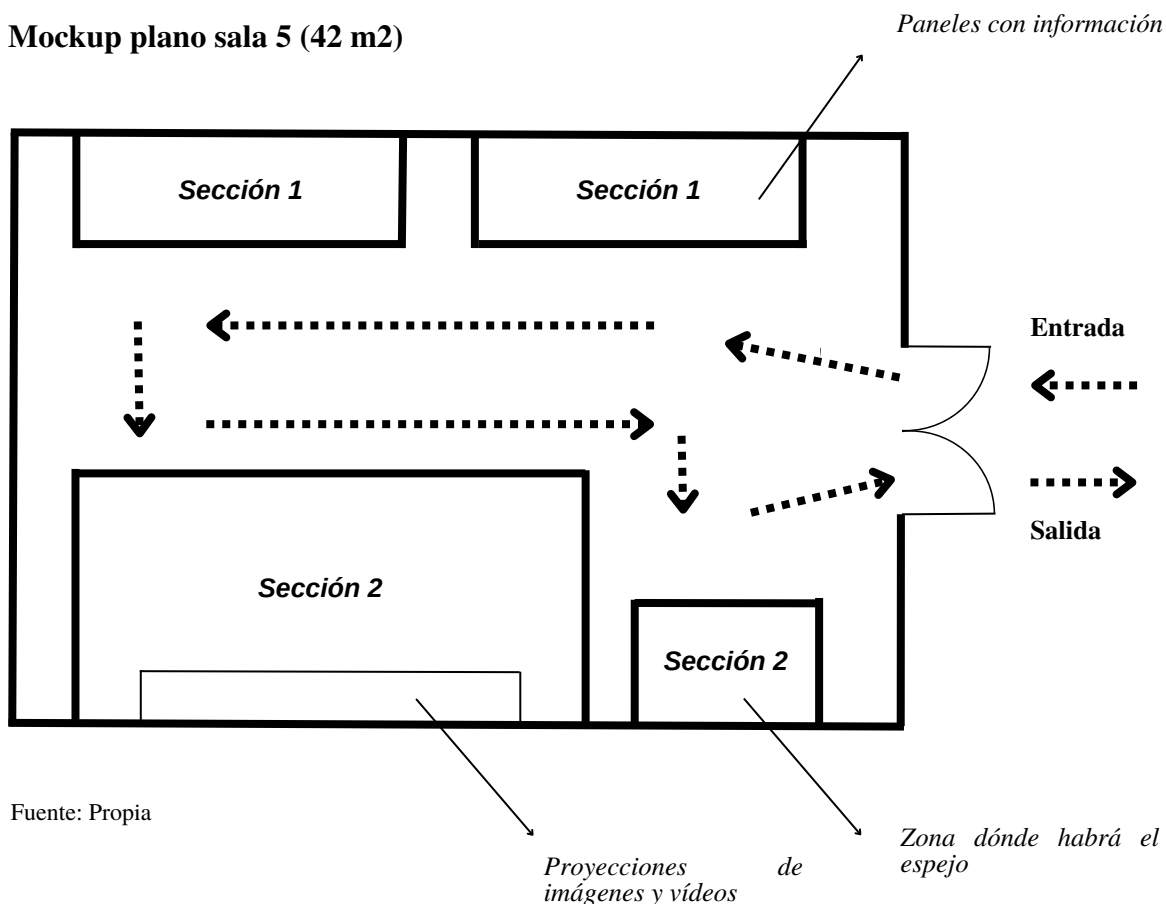 Paneles con información
Mockup plano sala 5 (42 m2)
Sección 1
Sección 1
Entrada
Salida
Sección 2
Sección 2
Fuente: Propia
Proyecciones de
imágenes y vídeos
Zona dónde habrá el
espejo